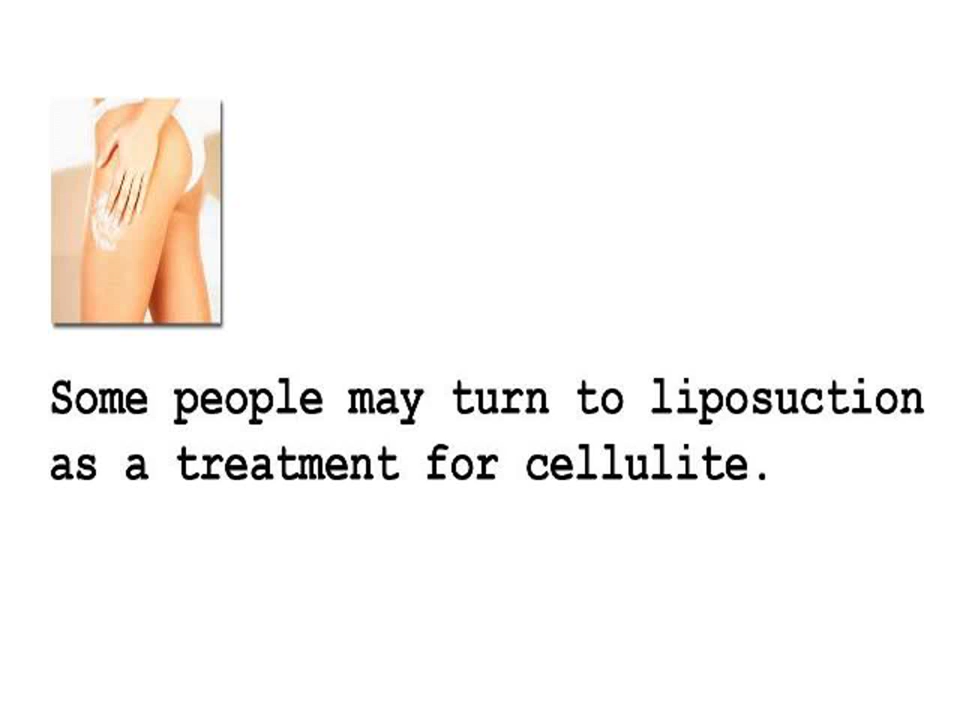 Some people may turn to liposuction
as a treatment for cellulite.